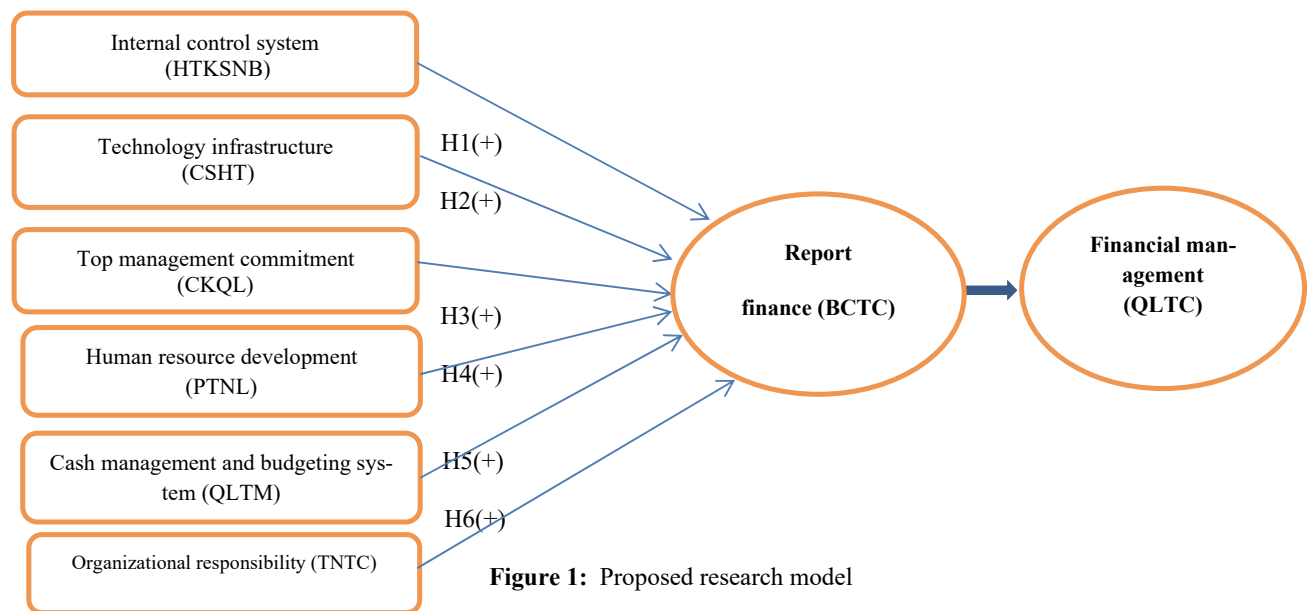 Internal control system
(HTKSNB)
Technology infrastructure
(CSHT)
Top management commitment
(CKQL)
Human resource development
(PTNL)
Cash management and budgeting sys-
tem (QLTM)
Organizational responsibility (TNTC)
H1(+)
H2(+)
H3(+)
H4(+)
H5(+)
H6(+)
Report
finance (BCTC)
Financial man-
agement
(QLTC)
Figure 1: Proposed research model